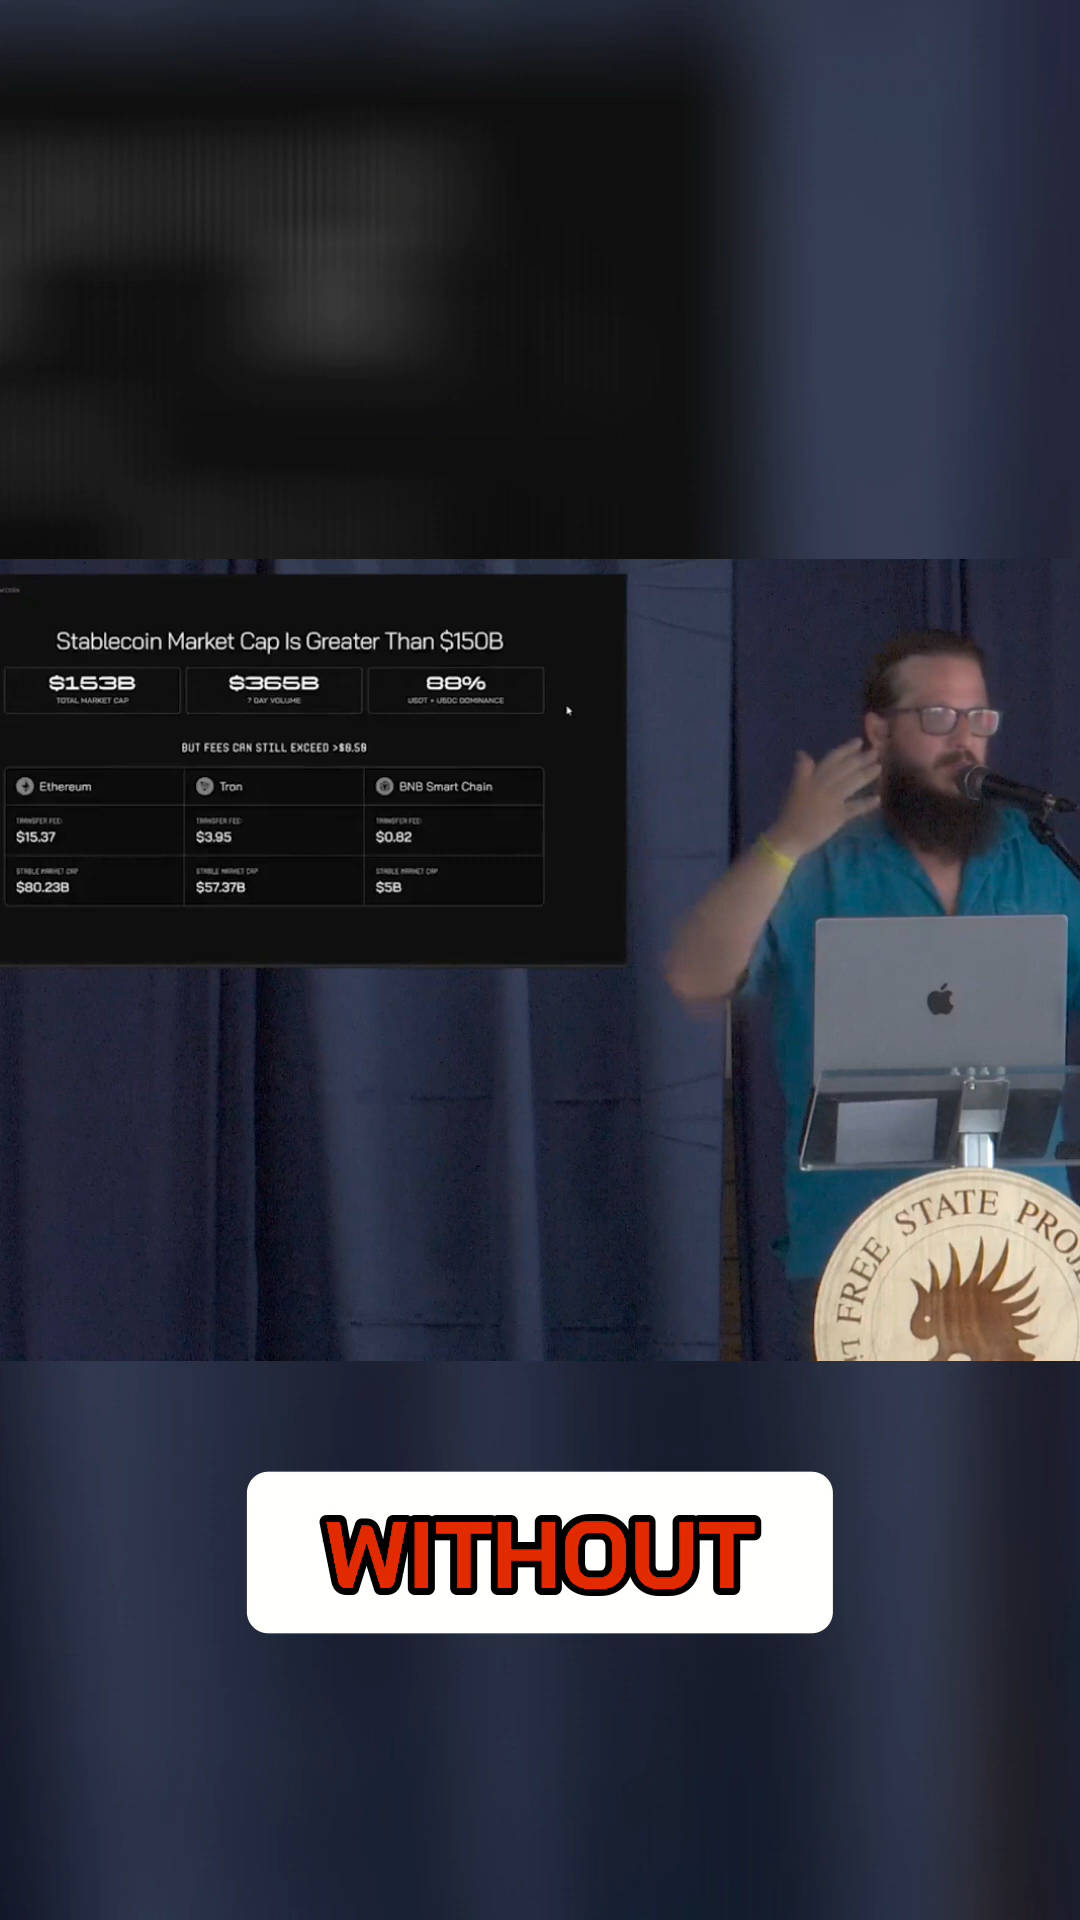 Stablecoin Market Cap Is Greater Than $150B
$153B
TOTAL MARKET CAP
$365B
7 DAY VOLUME
88%
USDT + USDC DOMINANCE
BUT FEES CAN STILL EXCEED >$0.50
Ethereum
Tron
BNB Smart Chain
TRANSFER FEE:
$15.37
TRANSFER FEE:
$3.95
TRANSFER FEE:
$0.82
STABLE MARKET CAP
$80.23B
STABLE MARKET CAP
$57.37B
STABLE MARKET CAP
$5B
FREE STATE PROJE
WITHOUT